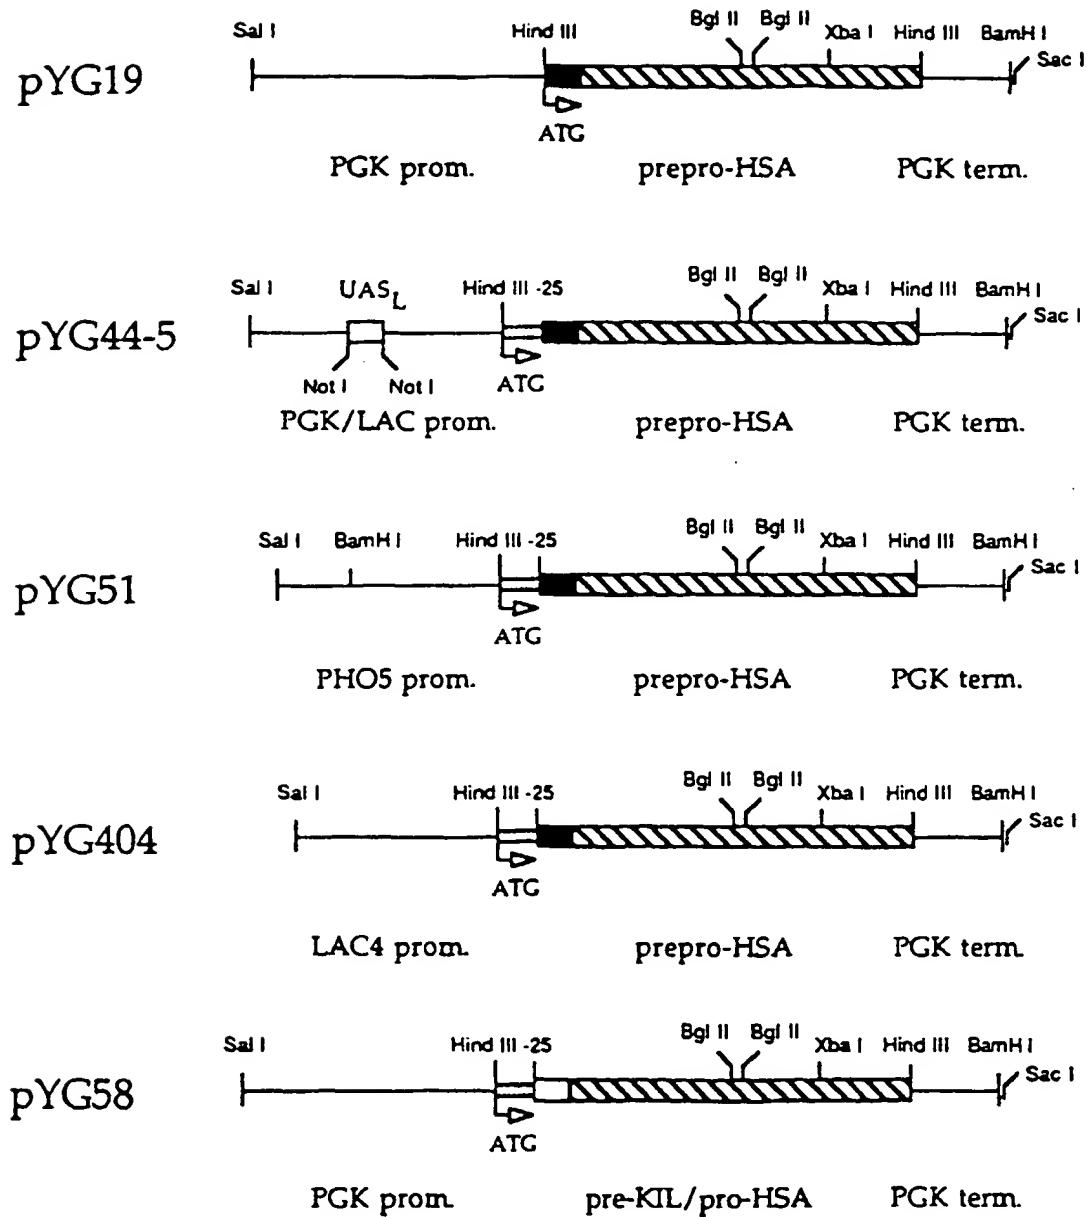 Sal I Hind III Bgl II Bgl II Xba I Hind III BamH I Sac I
pYG19
ATG
PGK prom. prepro-HSA PGK term.
Sal I UASL Hind III -25 Bgl II Bgl II Xba I Hind III BamH I Sac I
pYG44-5
Not I Not I ATG
PGK/LAC prom. prepro-HSA PGK term.
Sal I BamH I Hind III -25 Bgl II Bgl II Xba I Hind III BamH I Sac I
pYG51
ATG
PHO5 prom. prepro-HSA PGK term.
Sal I Hind III -25 Bgl II Bgl II Xba I Hind III BamH I Sac I
pYG404
ATG
LAC4 prom. prepro-HSA PGK term
Sal I Hind III -25 Bgl II Bgl II Xba I Hind III BamH I Sac I
pYG58
ATG
PGK prom. pre-KIL/pro-HSA PGK term.